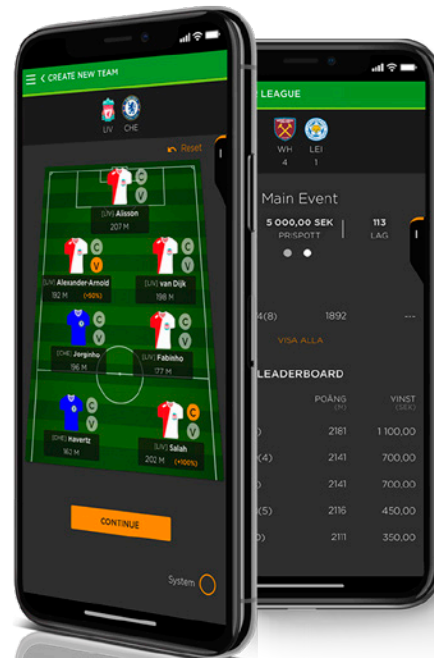 < CREATE NEW TEAM
LIV CHE
Reset
C
V
[LIV] Alisson
207 M
C
V
[LIV] Alexander-Arnold
192 M (+50%)
C
V
[LIV] van Dijk
198 M
C
V
[CHE] Jorginho
196 M
C
V
[LIV] Fabinho
177 M
C
V
[CHE] Havertz
162 M
C
V
[LIV] Salah
202 M (+100%)
CONTINUE
System
LEAGUE
WH LEI
4 1
Main Event
5 000,00 SEK 113
PRISPOTT LAG
4(8) 1892 ---
VISA ALLA
LEADERBOARD
POÄNG VINST
(M) (SEK)
) 2181 1 100,00
(4) 2141 700,00
) 2141 700,00
(5) 2116 450,00
) 2111 350,00